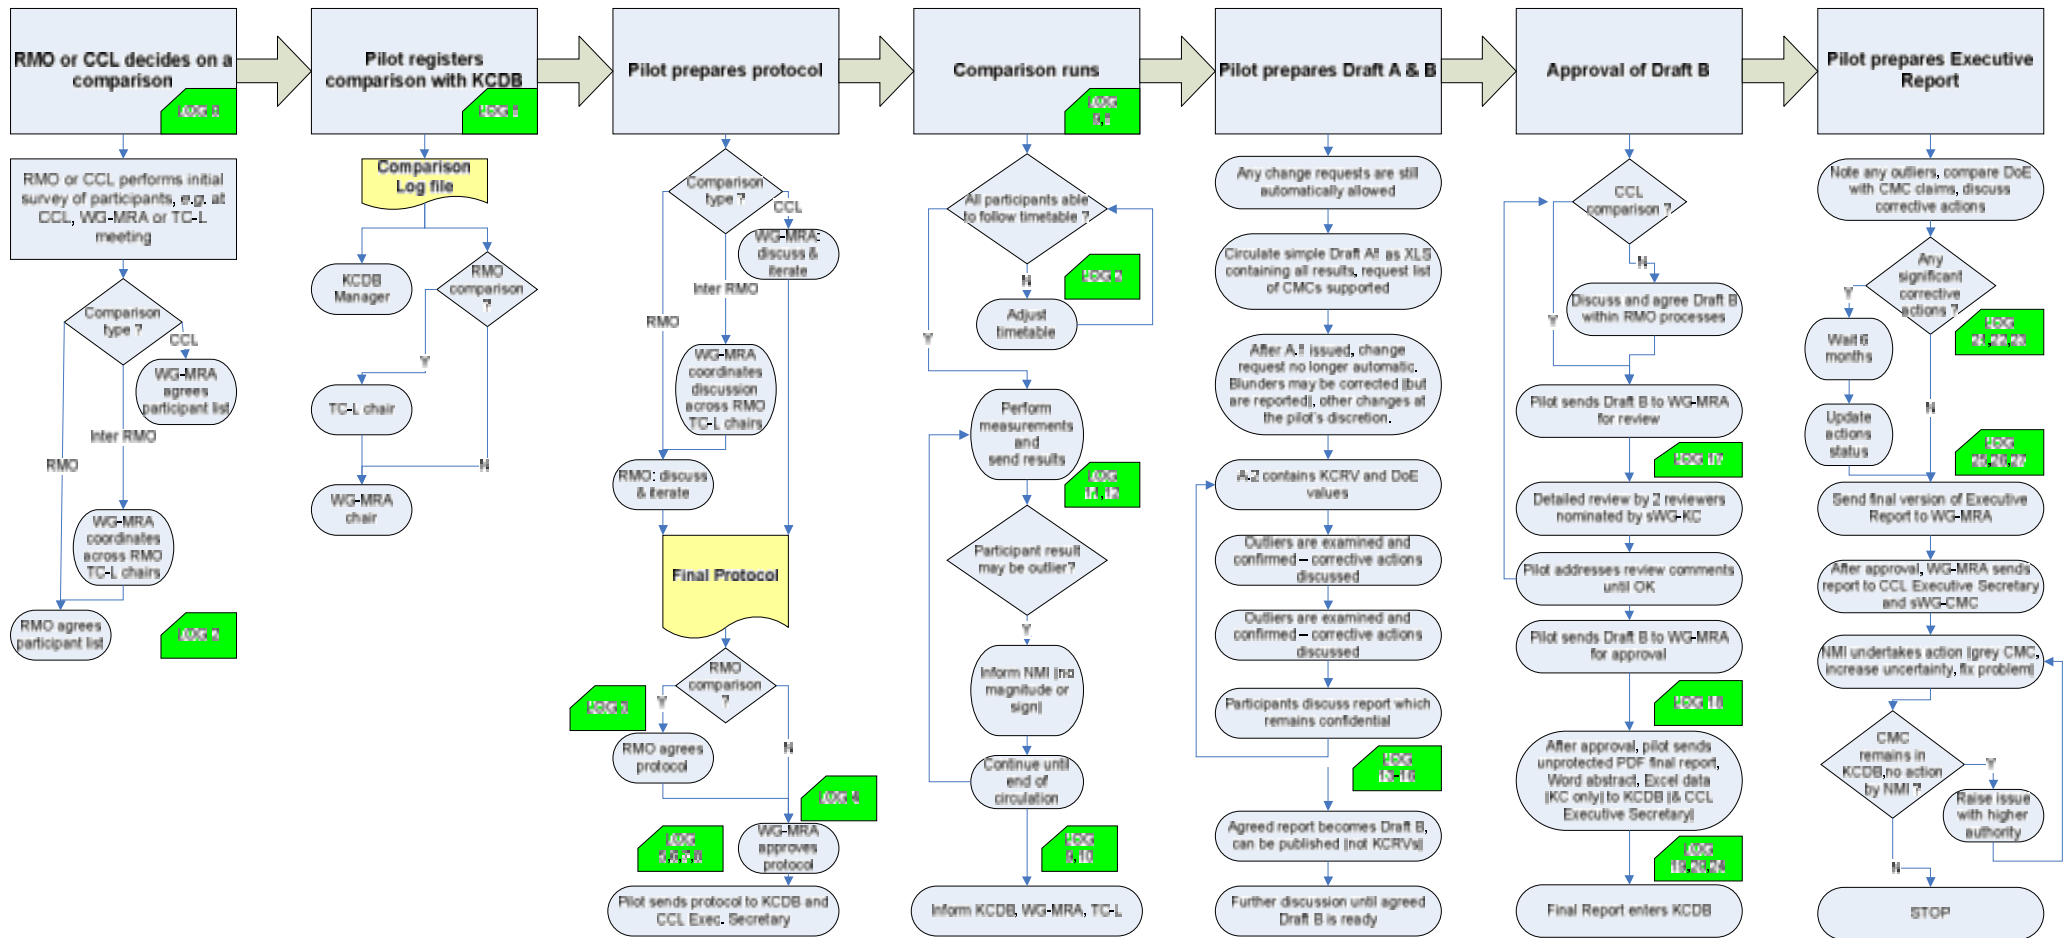 RMO or CCL decides on a
comparison
RMO or CCL performs initial
survey of participants, e.g. at
CCL, WG-MRA or TC-L
meeting
Comparison
type ?
CCL
WG-MRA
agrees
participant list
Inter RMO
RMO
WG-MRA
coordinates
across RMO
TC-L chairs
RMO agrees
participant list
Pilot registers
comparison with KCDB
Comparison
Log file
KCDB
Manager
RMO
comparison
?
Y
TC-L chair
N
WG-MRA
chair
Pilot prepares protocol
Comparison
type ?
CCL
WG-MRA:
discuss &
iterate
Inter RMO
RMO
WG-MRA
coordinates
discussion
across RMO
TC-L chairs
RMO: discuss
& iterate
Final Protocol
RMO
comparison
?
Y
RMO agrees
protocol
N
WG-MRA
approves
protocol
Pilot sends protocol to KCDB and
CCL Exec. Secretary
Comparison runs
All participants able
to follow timetable ?
N
Adjust
timetable
Y
Perform
measurements
and
send results
Participant result
may be outlier?
Y
Inform NMI (no
magnitude or
sign)
Continue until
end of
circulation
Inform KCDB, WG-MRA, TC-L
Pilot prepares Draft A & B
Any change requests are still
automatically allowed
Circulate simple Draft A1 as XLS
containing all results, request list
of CMCs supported
After A.1 issued, change
request no longer automatic.
Blunders may be corrected (but
are reported), other changes at
the pilot's discretion.
A.2 contains KCRV and DoE
values
Outliers are examined and
confirmed – corrective actions
discussed
Outliers are examined and
confirmed – corrective actions
discussed
Participants discuss report which
remains confidential
Agreed report becomes Draft B,
can be published (not KCRVs)
Further discussion until agreed
Draft B is ready
Approval of Draft B
CCL
comparison ?
N
Discuss and agree Draft B
within RMO processes
Y
Pilot sends Draft B to WG-MRA
for review
LOG 17
Detailed review by 2 reviewers
nominated by sWG-KC
Pilot addresses review comments
until OK
Pilot sends Draft B to WG-MRA
for approval
LOG 18
After approval, pilot sends
unprotected PDF final report,
Word abstract, Excel data
(KC only) to KCDB (& CCL
Executive Secretary)
Final Report enters KCDB
Pilot prepares Executive
Report
Note any outliers, compare DoE
with CMC claims, discuss
corrective actions
Any
significant
corrective
actions ?
Y
Wait 6
months
Update
actions
status
N
Send final version of Executive
Report to WG-MRA
After approval, WG-MRA sends
report to CCL Executive Secretary
and sWG-CMC
NMI undertakes action (grey CMC,
increase uncertainty, fix problem)
CMC
remains in
KCDB,no action
by NMI ?
Y
Raise issue
with higher
authority
N
STOP